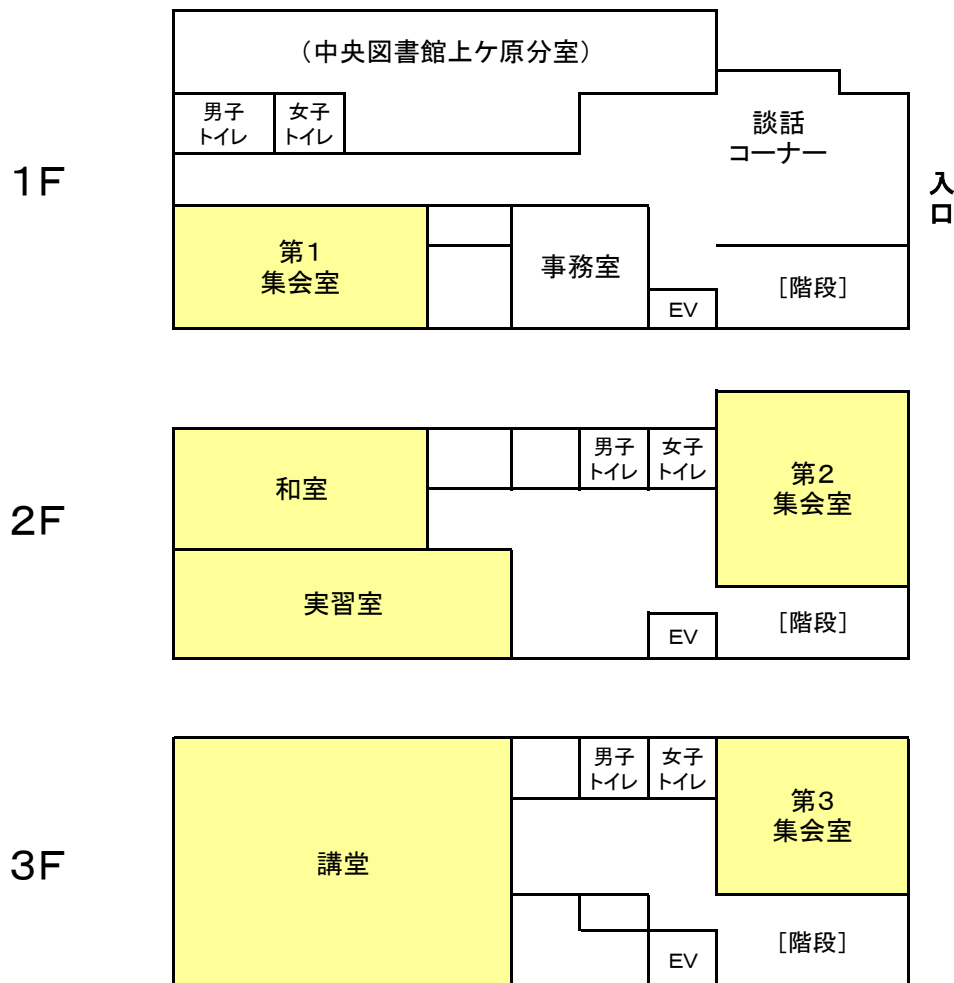 1F
（中央図書館上ケ原分室）
男子
トイレ
女子
トイレ
談話
コーナー
入
口
第１
集会室
事務室
EV
［階段］
2F
和室
男子
トイレ
女子
トイレ
第２
集会室
実習室
EV
［階段］
3F
講堂
男子
トイレ
女子
トイレ
第３
集会室
EV
［階段］